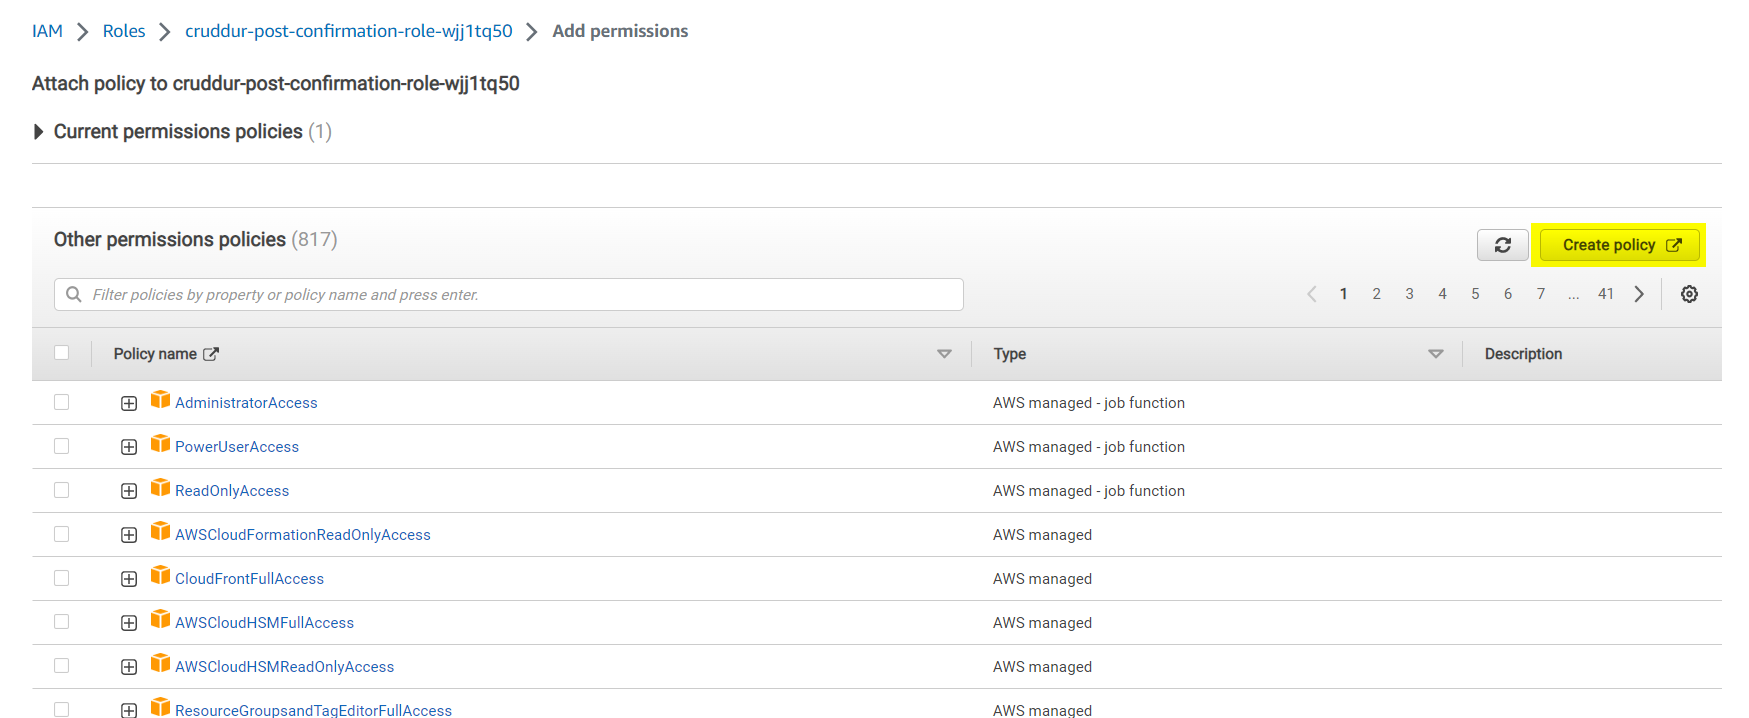 IAM > Roles > cruddur-post-confirmation-role-wjj1tq50 > Add permissions
Attach policy to cruddur-post-confirmation-role-wjj1tq50
Current permissions policies (1)
Other permissions policies (817)
Create policy
Filter policies by property or policy name and press enter.
1 2 3 4 5 6 7 ... 41
Policy name Type Description
AdministratorAccess AWS managed - job function
PowerUserAccess AWS managed - job function
ReadOnlyAccess AWS managed - job function
AWSCloudFormationReadOnlyAccess AWS managed
CloudFrontFullAccess AWS managed
AWSCloudHSMFullAccess AWS managed
AWSCloudHSMReadOnlyAccess AWS managed
ResourceGroupsandTagEditorFullAccess AWS managed